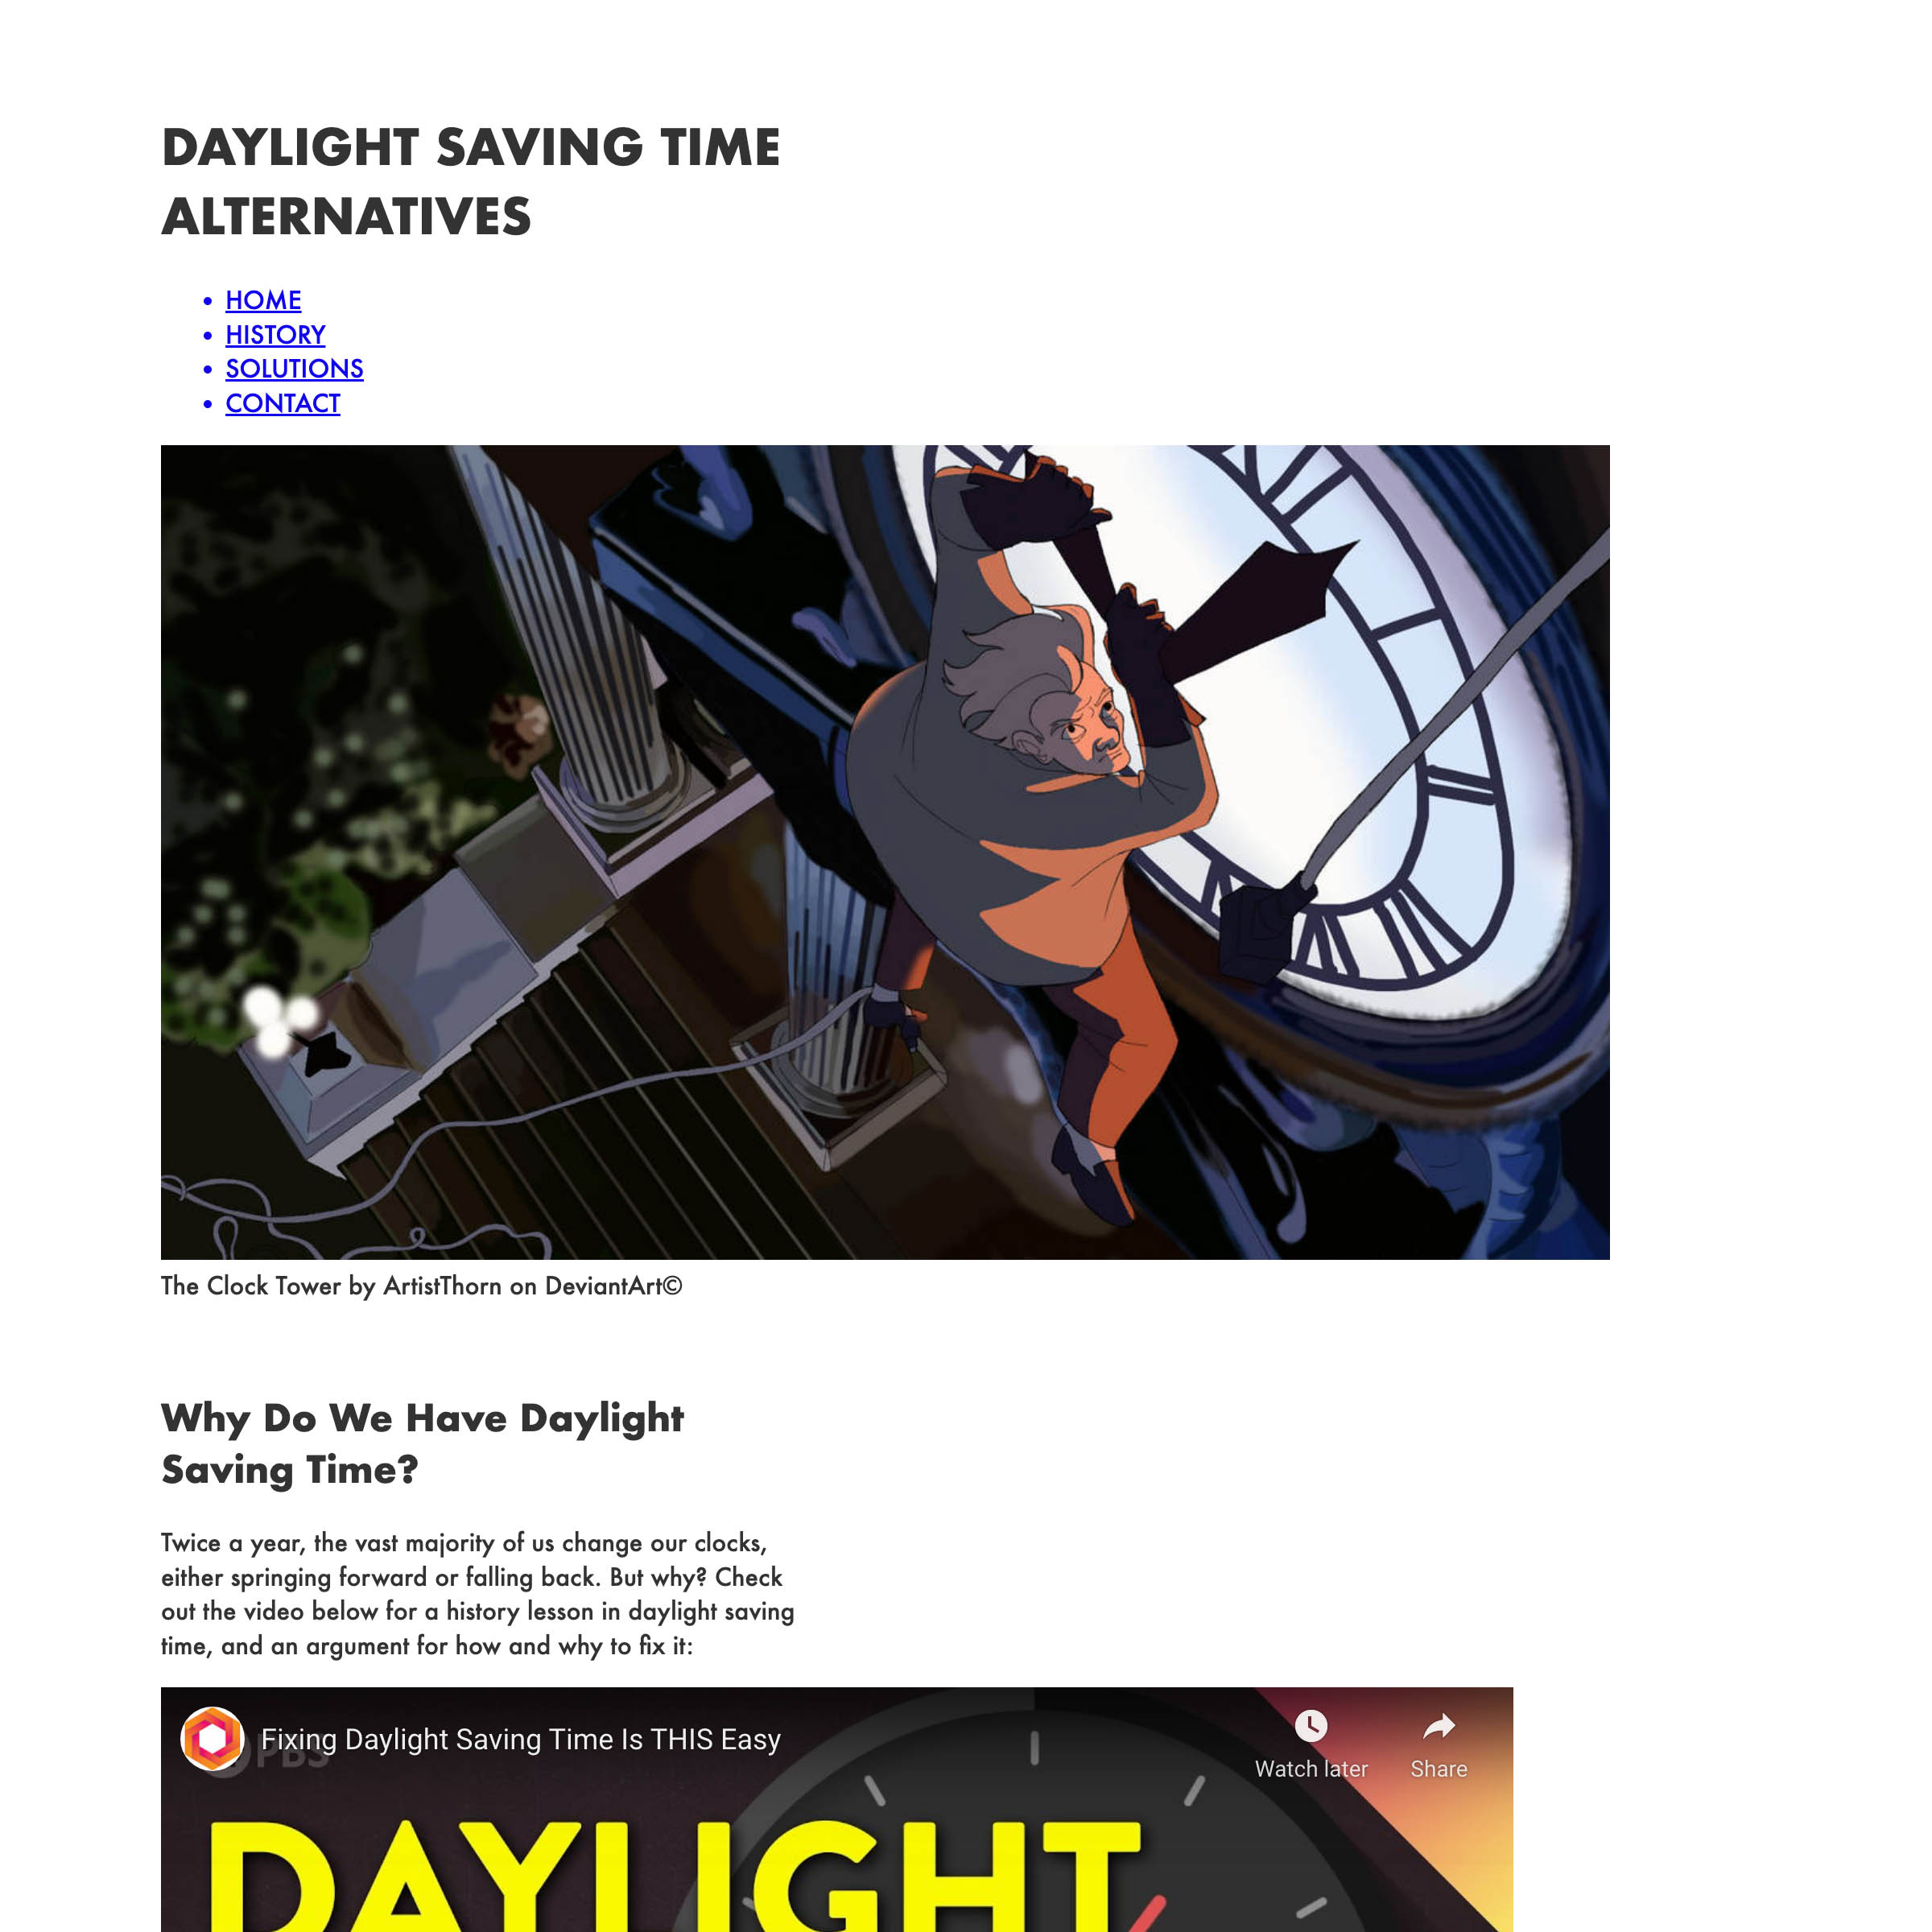 DAYLIGHT SAVING TIME
ALTERNATIVES
HOME
HISTORY
SOLUTIONS
CONTACT
The Clock Tower by ArtistThorn on DeviantArt©
Why Do We Have Daylight
Saving Time?
Twice a year, the vast majority of us change our clocks,
either springing forward or falling back. But why? Check
out the video below for a history lesson in daylight saving
time, and an argument for how and why to fix it:
PBS
Fixing Daylight Saving Time Is THIS Easy
Watch later
Share
DAYLIGHT